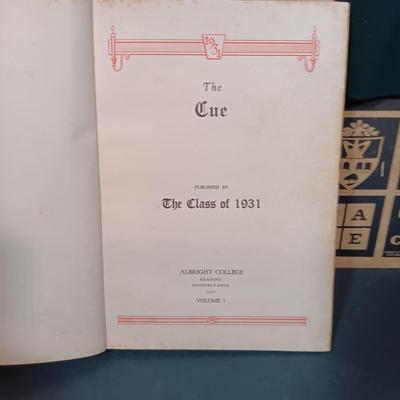 1931
The
Cue
PUBLISHED BY
The Class of 1931
ALBRIGHT COLLEGE
READING
PENNSYLVANIA
VOLUME I
A
E
C